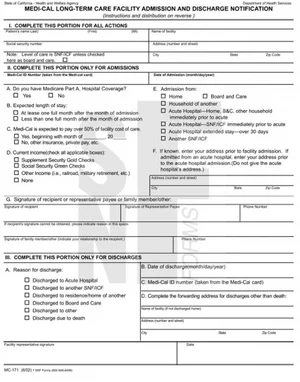 State of California - Health and Welfare Agency
Department of Health Services
MEDI-CAL LONG-TERM CARE FACILITY ADMISSION AND DISCHARGE NOTIFICATION
(Instructions and distribution on reverse)
I. COMPLETE THIS PORTION FOR ALL ACTIONS
Patient's name (Last) (First) (MI)
Name of facility
Social security number
Address (number and street)
Note: Level of care is SNF/ICF unless checked
here as board and care.
City State Zip Code
II. COMPLETE THIS PORTION ONLY FOR ADMISSIONS
Medi-Cal ID Number (taken from the Medi-Cal card)
Date of Admission (month/day/year)
A. Do you have Medicare Part A, Hospital Coverage?
Yes No
B. Expected length of stay:
At lease one full month after the month of admission
Less than one full month after the month of admission
C. Medi-Cal is expected to pay over 50% of facility cost of care.
Yes, beginning with month of 20
No, other insurance, private pay, etc.
D. Current income(check all applicable boxes)
Supplement Security Gold Checks
Social Security Green Checks
Other Income (i.e., railroad, military retirement, etc.)
None
E. Admission from:
Home Board and Care
Household of another
Acute Hospital—Home, B&C, other household
immediately prior to acute
Acute Hospital—SNF/ICF immediately prior to acute
Acute Hospital extended stay—over 30 days
Another SNF/ICF
F. If known, enter your address prior to facility admission. If
admitted from an acute hospital, enter your address prior
to the acute hospital admission (Do not give the acute
hospital's address.)
Address (number and street)
City State Zip Code
G. Signature of recipient or representative payee or family member/other:
Signature of recipient
Signature of Representative Payee
Phone Number
If recipient's signature cannot be obtained, please indicate reason in this space.
Signature of family member/other (indicate your relationship to the recipient.)
Phone Number
III. COMPLETE THIS PORTION ONLY FOR DISCHARGES
A. Reason for discharge:
Discharged to Acute Hospital
Discharged to another SNF/ICF
Discharged to residence/home of another
Discharged to Board and Care
Discharged to other
Discharge due to death
B. Date of discharge(month/day/year)
C. Medi-Cal ID number (taken from the Medi-Cal card)
D. Complete the forwarding address for discharges other then death:
Name of facility (if not discharged home)
Address (number and street)
City State Zip Code
Facility representative signature
Date
MC-171
SNF
FORMS